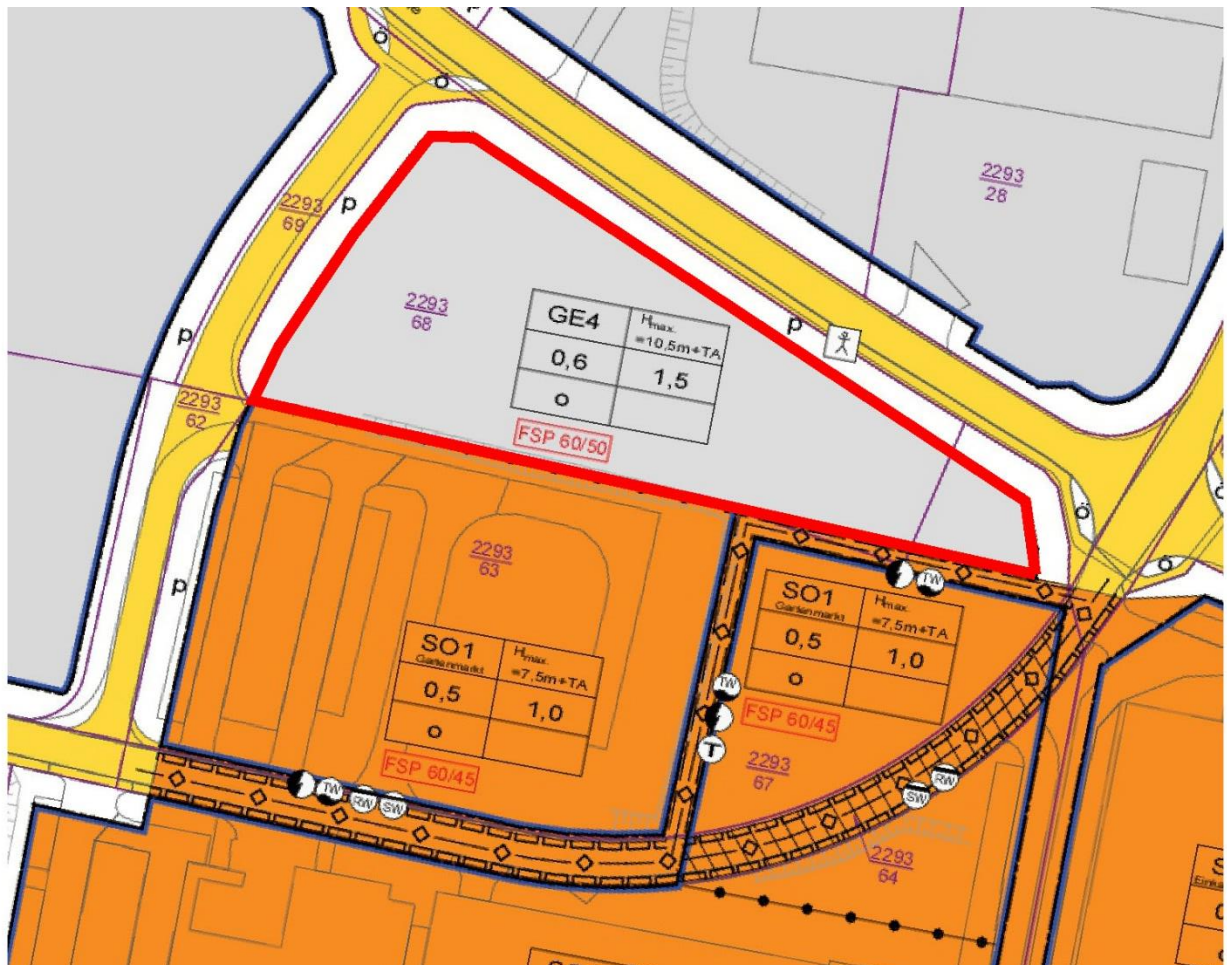 ö
ö
2293
28
2293
69
p
2293
68
GE4
Hmax.
=10,5m+TA
0,6
1,5
o
FSP 60/50
p
p
2293
62
ö
ö
ö
p
2293
63
SO1
Gartenmarkt
Hmax.
=7,5m+TA
0,5
1,0
o
FSP 60/45
TW
SO1
Gartenmarkt
Hmax.
=7,5m+TA
0,5
1,0
o
FSP 60/45
TW
T
2293
67
TW
RW
SW
RW
SW
2293
64